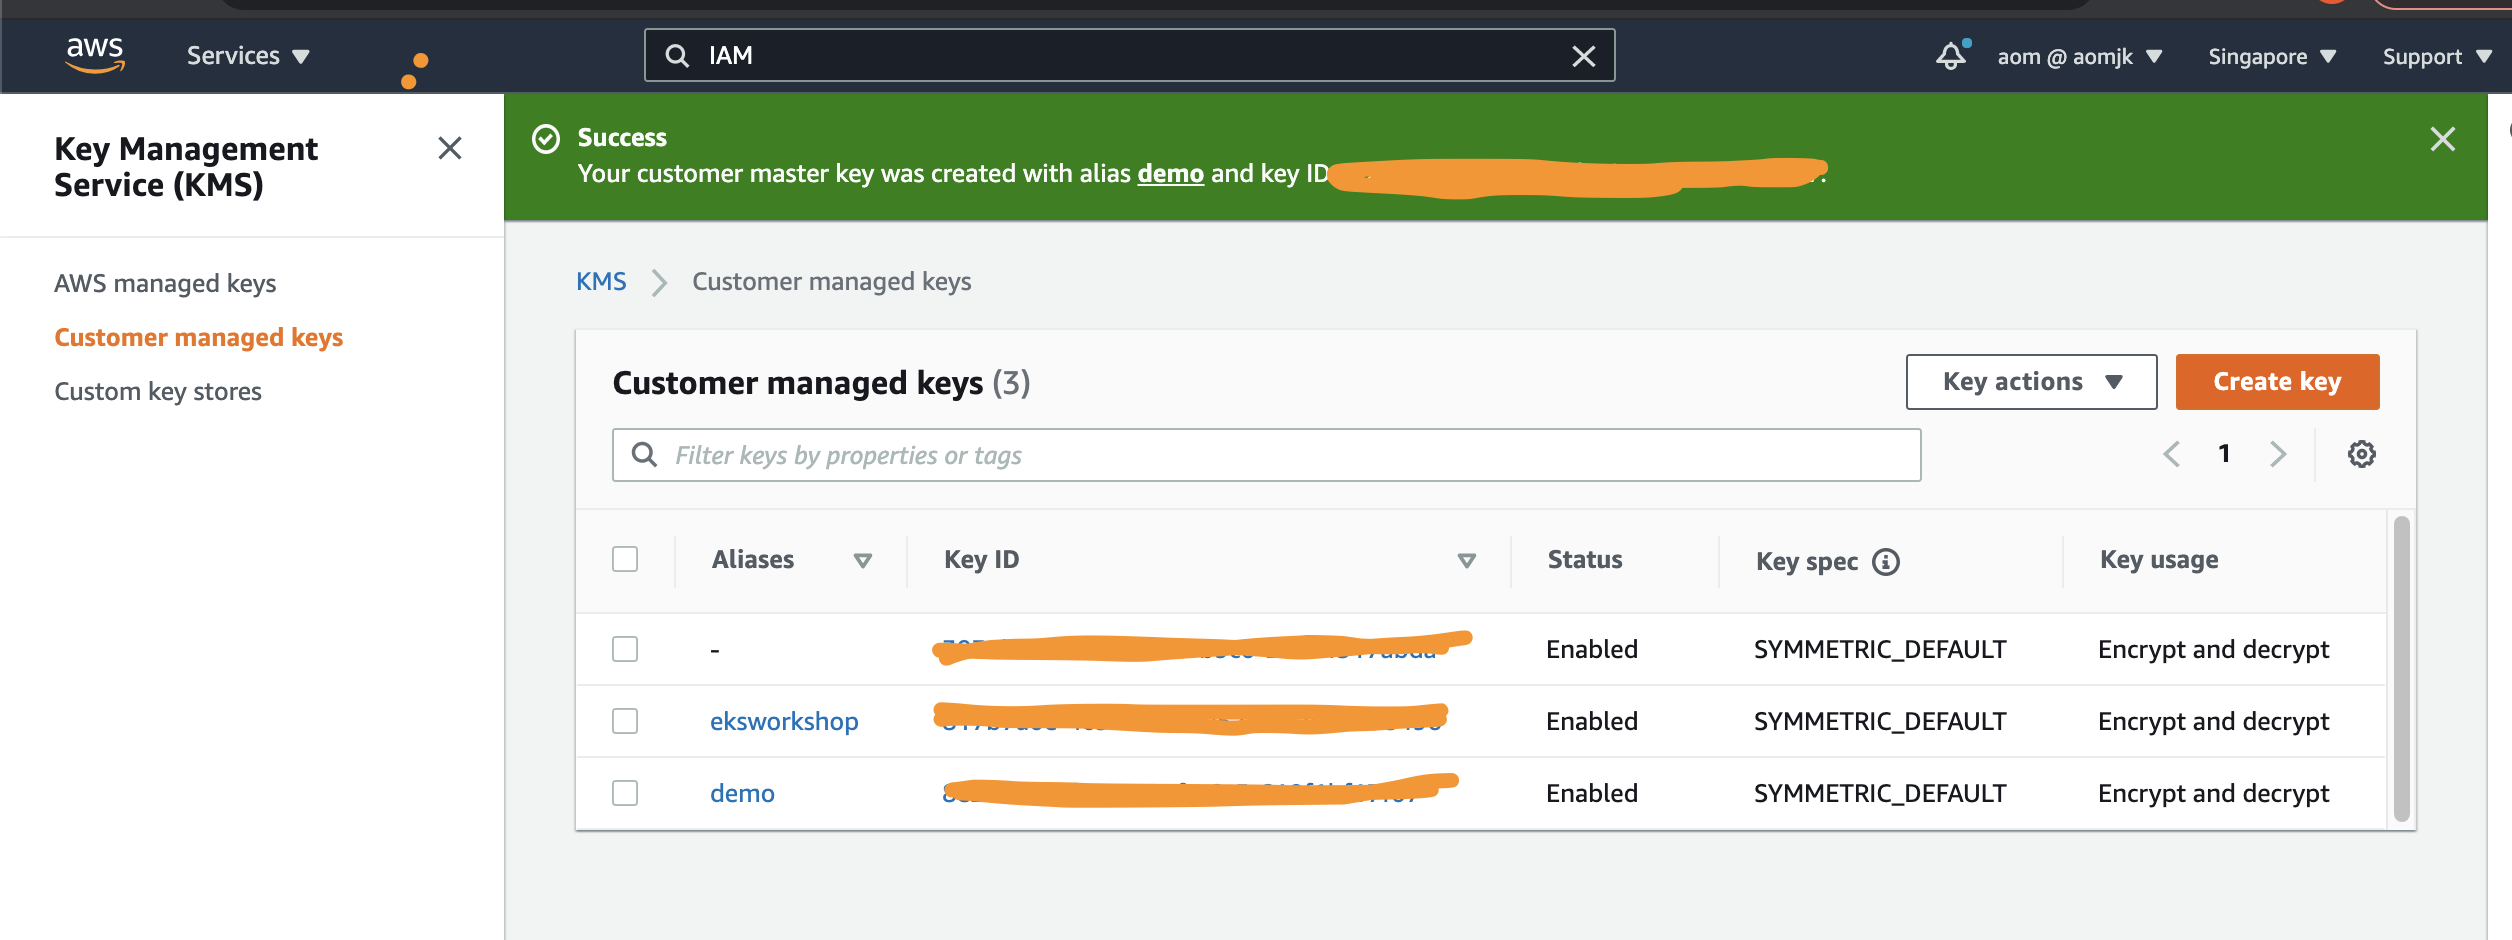 aws
Services
IAM
aom @ aomjk
Singapore
Support
Key Management
Service (KMS)
AWS managed keys
Customer managed keys
Custom key stores
Success
Your customer master key was created with alias demo and key ID
KMS
Customer managed keys
Customer managed keys (3)
Key actions
Create key
Filter keys by properties or tags
1
Aliases
Key ID
Status
Key spec
Key usage
-
Enabled
SYMMETRIC_DEFAULT
Encrypt and decrypt
eksworkshop
Enabled
SYMMETRIC_DEFAULT
Encrypt and decrypt
demo
Enabled
SYMMETRIC_DEFAULT
Encrypt and decrypt